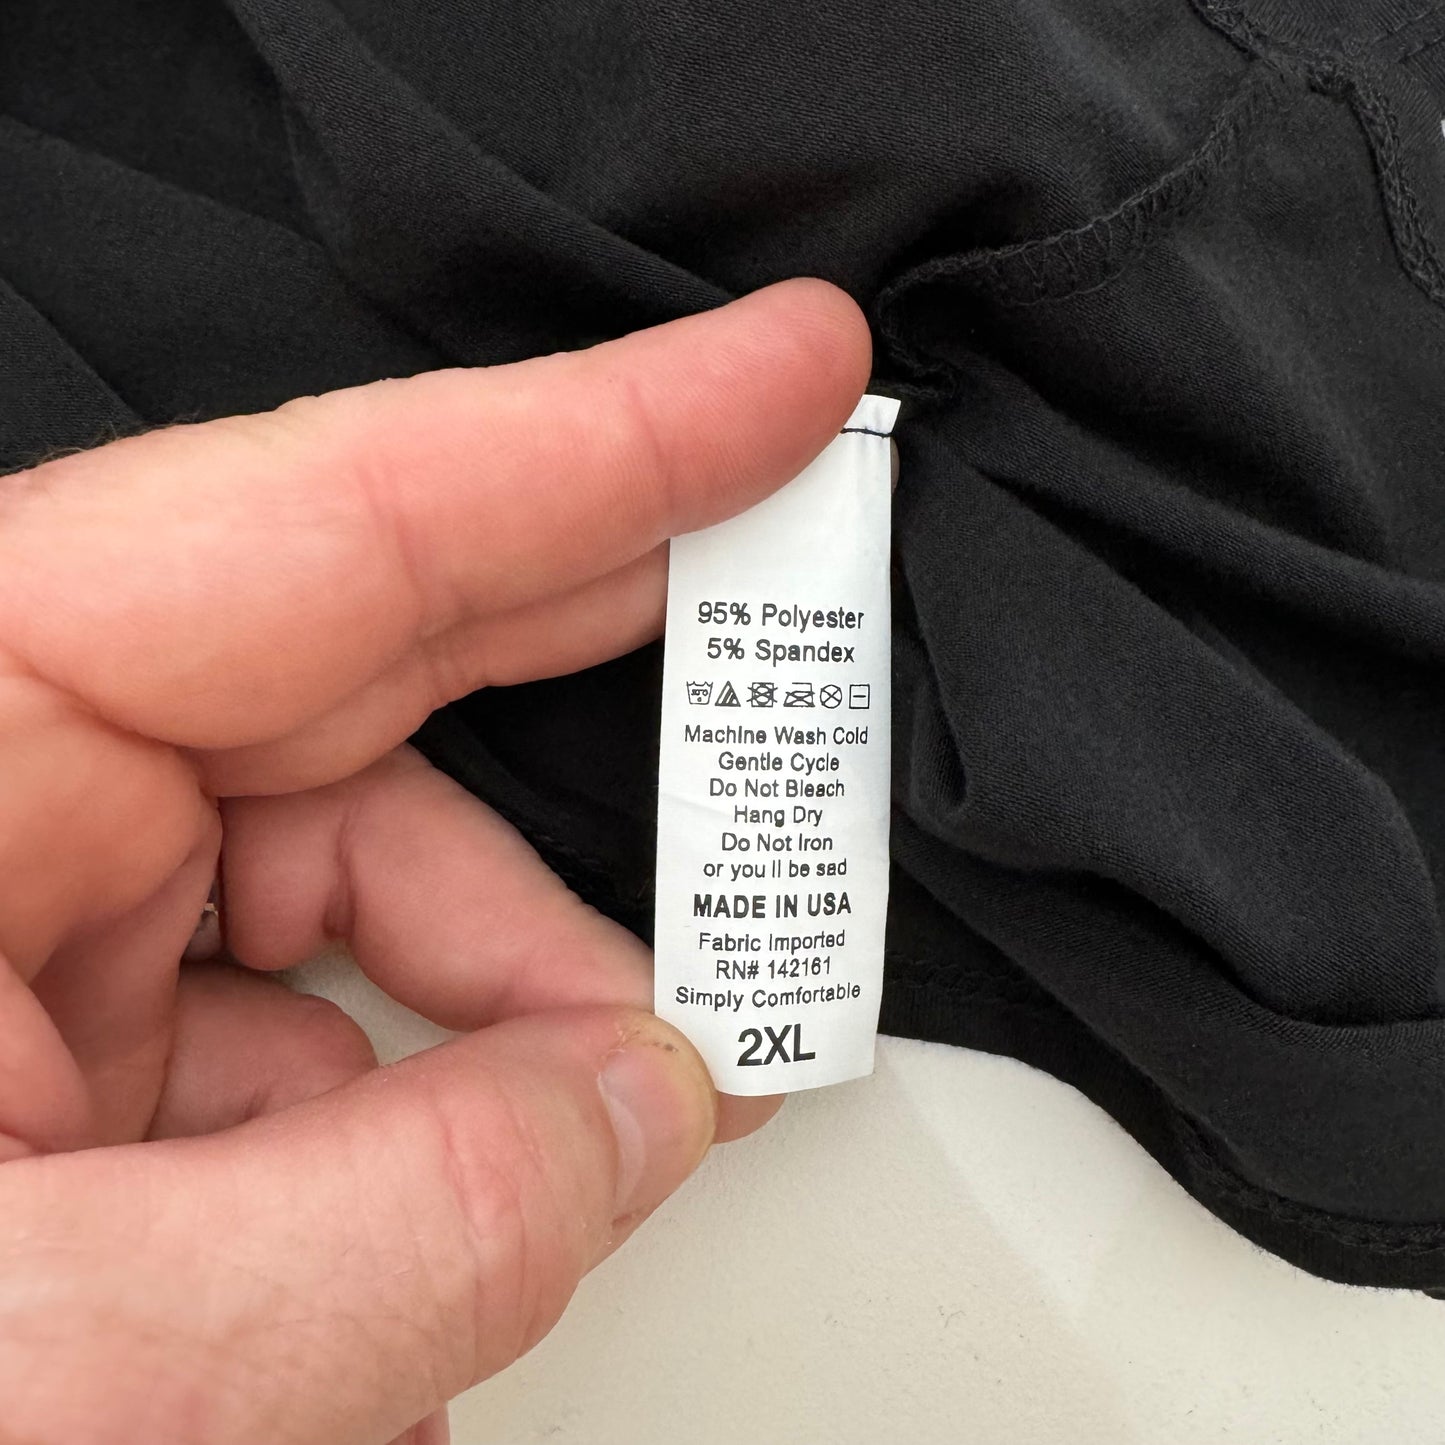 95% Polyester
5% Spandex
Machine Wash Cold
Gentle Cycle
Do Not Bleach
Hang Dry
Do Not Iron
or you ll be sad
MADE IN USA
Fabric Imported
RN# 142161
Simply Comfortable
2XL